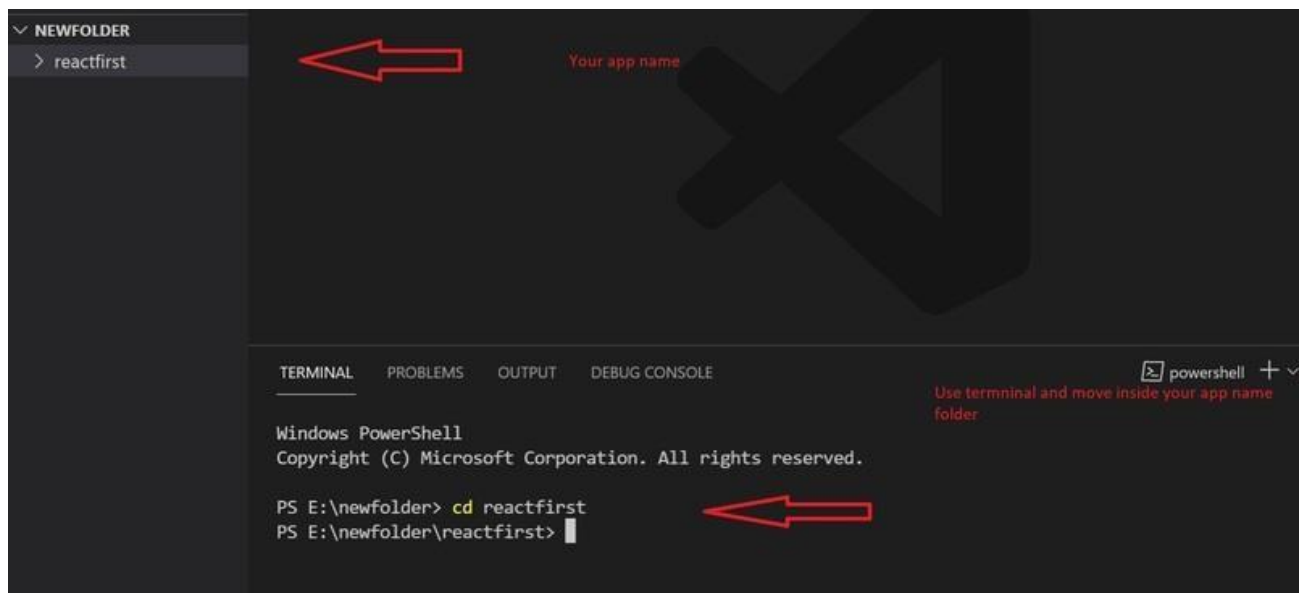 NEWFOLDER
reactfirst
Your app name
TERMINAL PROBLEMS OUTPUT DEBUG CONSOLE
powershell
Use termninal and move inside your app name
folder
Windows PowerShell
Copyright (C) Microsoft Corporation. All rights reserved.
PS E:\newfolder> cd reactfirst
PS E:\newfolder\reactfirst>